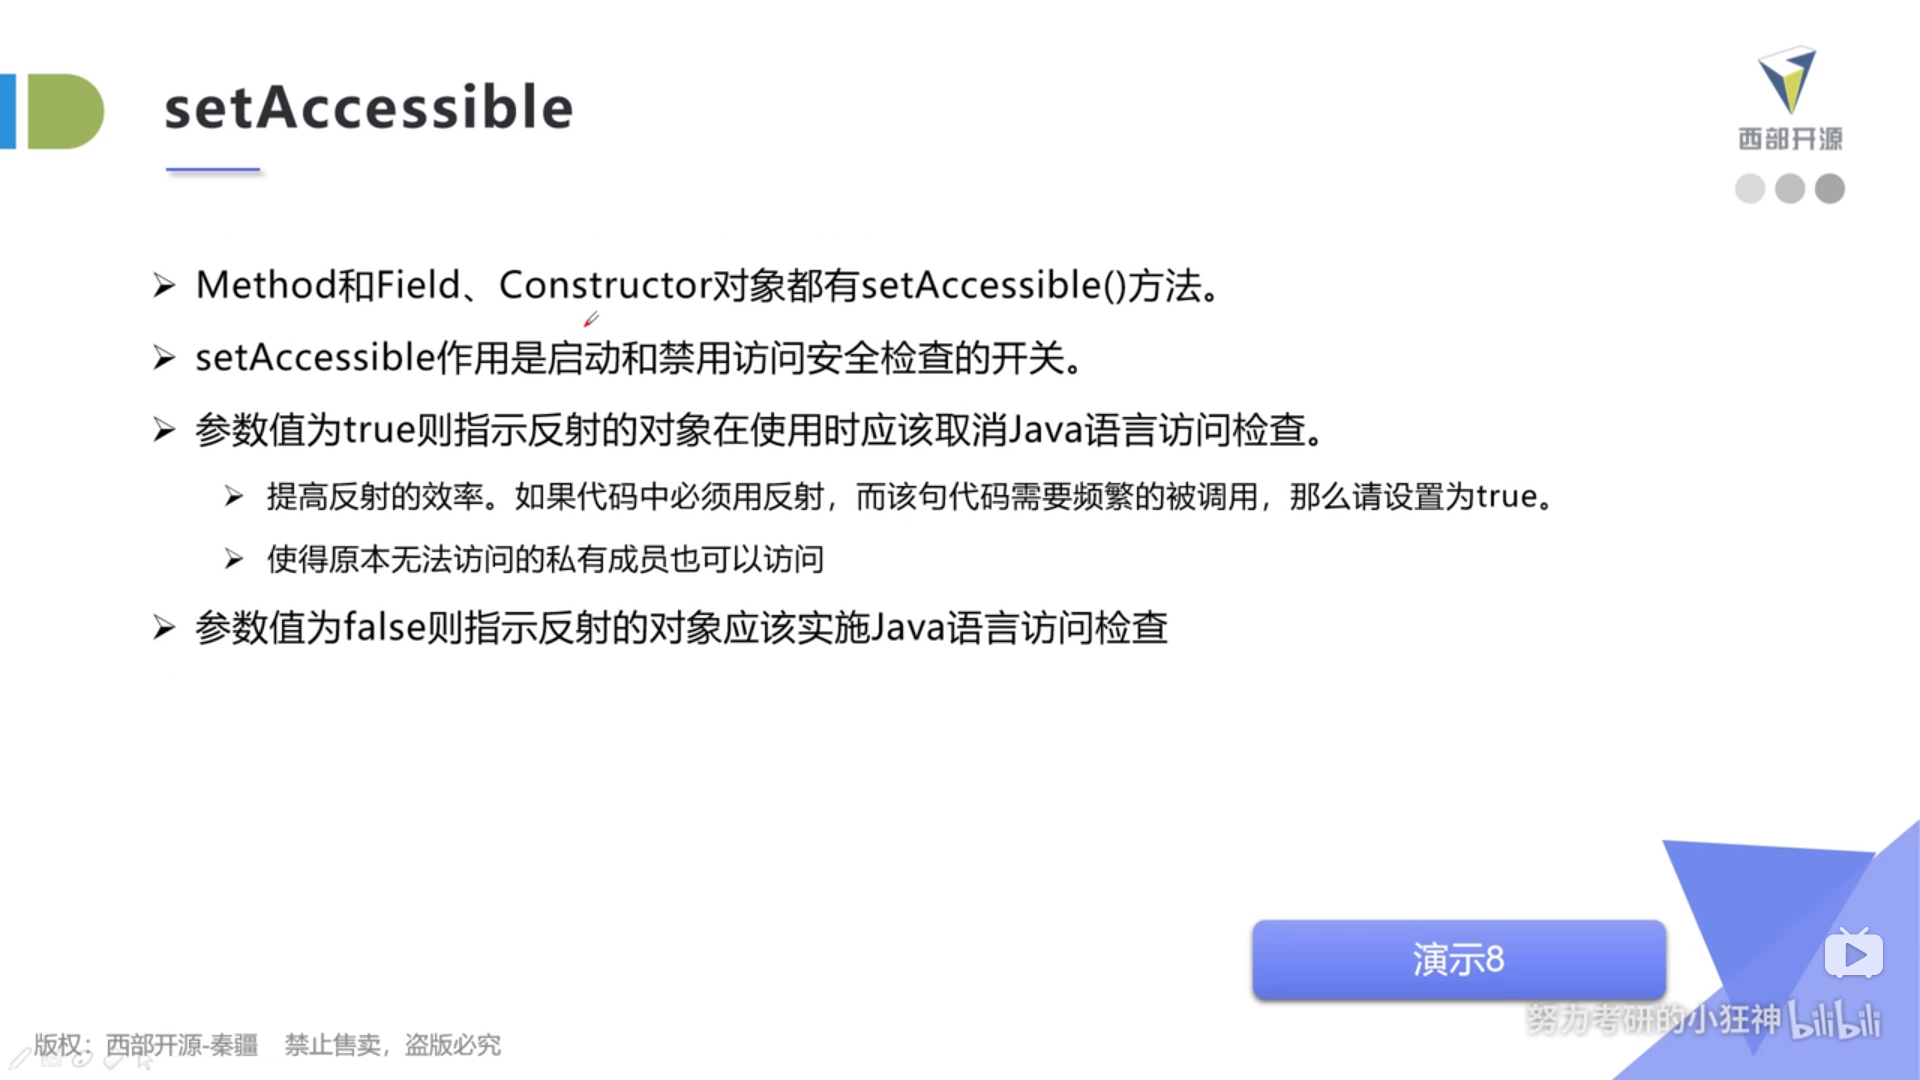 setAccessible
西部开源
Method和Field、Constructor对象都有setAccessible()方法。
setAccessible作用是启动和禁用访问安全检查的开关。
参数值为true则指示反射的对象在使用时应该取消Java语言访问检查。
提高反射的效率。如果代码中必须用反射，而该句代码需要频繁的被调用，那么请设置为true。
使得原本无法访问的私有成员也可以访问
参数值为false则指示反射的对象应该实施Java语言访问检查
演示8
努力考研的小狂神 bilibili
版权：西部开源-秦疆 禁止售卖，盗版必究